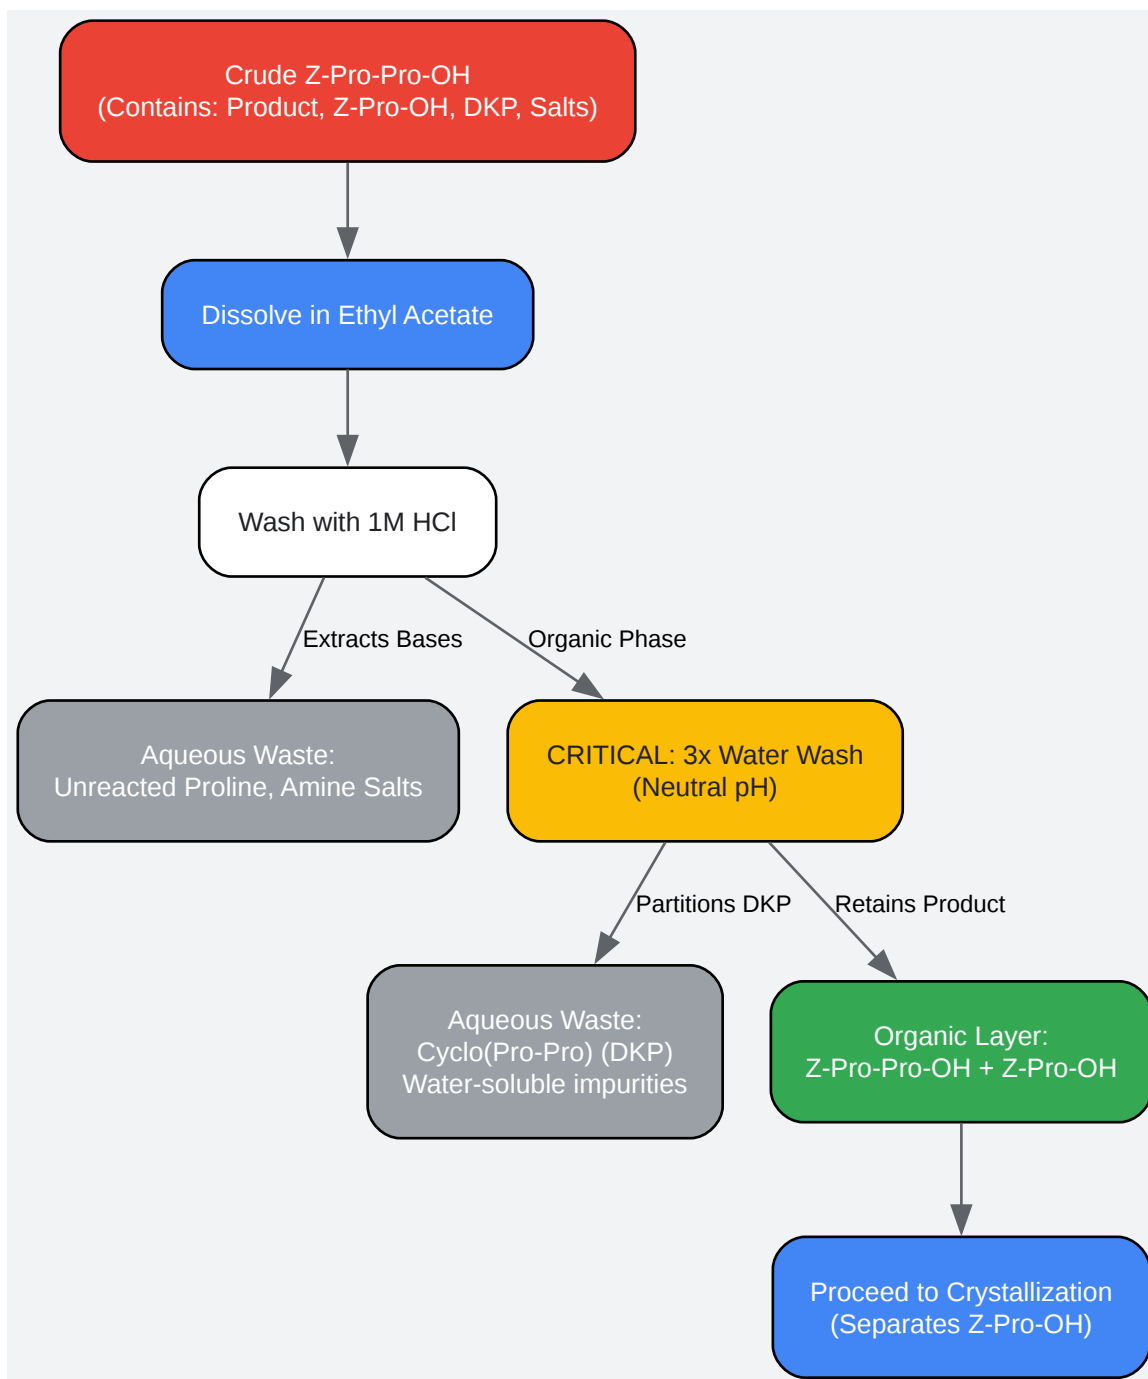 Crude Z-Pro-Pro-OH
(Contains: Product, Z-Pro-OH, DKP, Salts)
Dissolve in Ethyl Acetate
Wash with 1M HCl
Extracts Bases
Organic Phase
Aqueous Waste:
Unreacted Proline, Amine Salts
CRITICAL: 3x Water Wash
(Neutral pH)
Partitions DKP
Retains Product
Aqueous Waste:
Cyclo(Pro-Pro) (DKP)
Water-soluble impurities
Organic Layer:
Z-Pro-Pro-OH + Z-Pro-OH
Proceed to Crystallization
(Separates Z-Pro-OH)